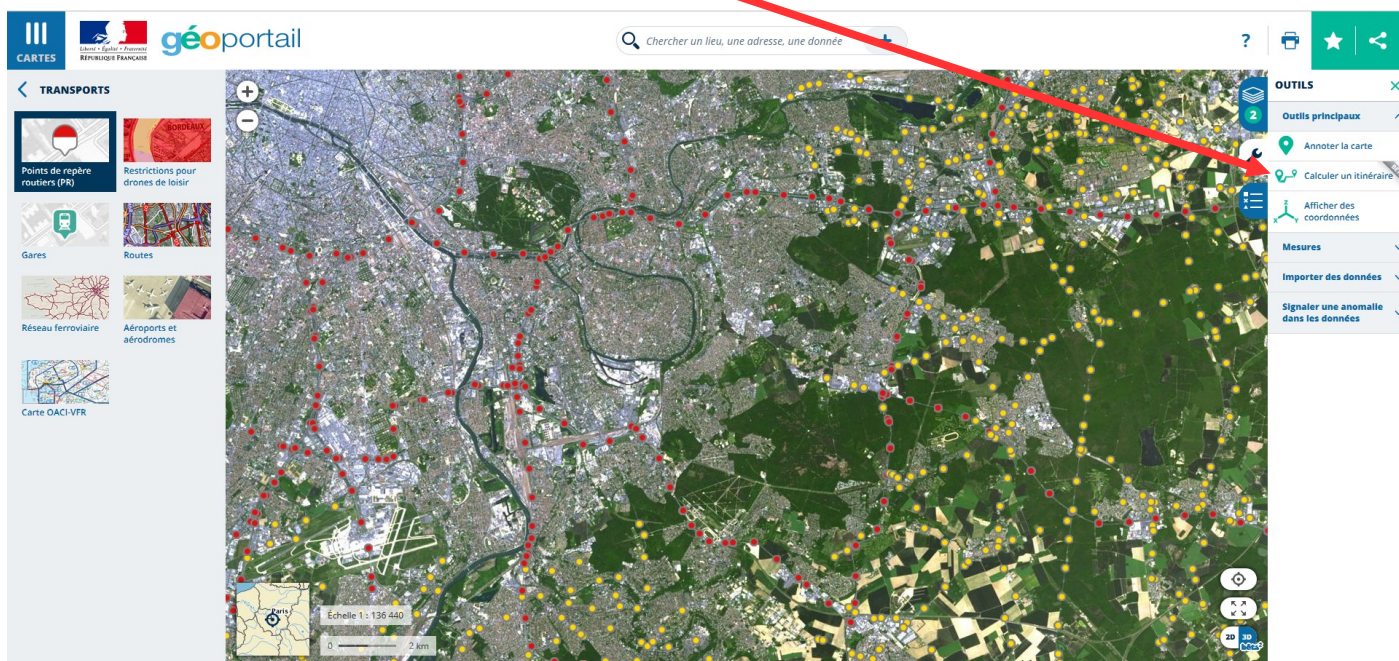 CARTES
Liberté • Égalité • Fraternité
RÉPUBLIQUE FRANÇAISE
géoportail
Chercher un lieu, une adresse, une donnée
+
?
TRANSPORTS
Points de repère
routiers (PR)
BORDEAUX
Restrictions pour
drones de loisir
Gares
Routes
Réseau ferroviaire
Aéroports et
aérodromes
Carte OACI-VFR
+
−
Paris
Échelle 1 : 136 440
0 2 km
2
OUTILS
Outils principaux
Annoter la carte
Calculer un itinéraire
X Y Z
Afficher des
coordonnées
Mesures
Importer des données
Signaler une anomalie
dans les données
2D 3D
bêta